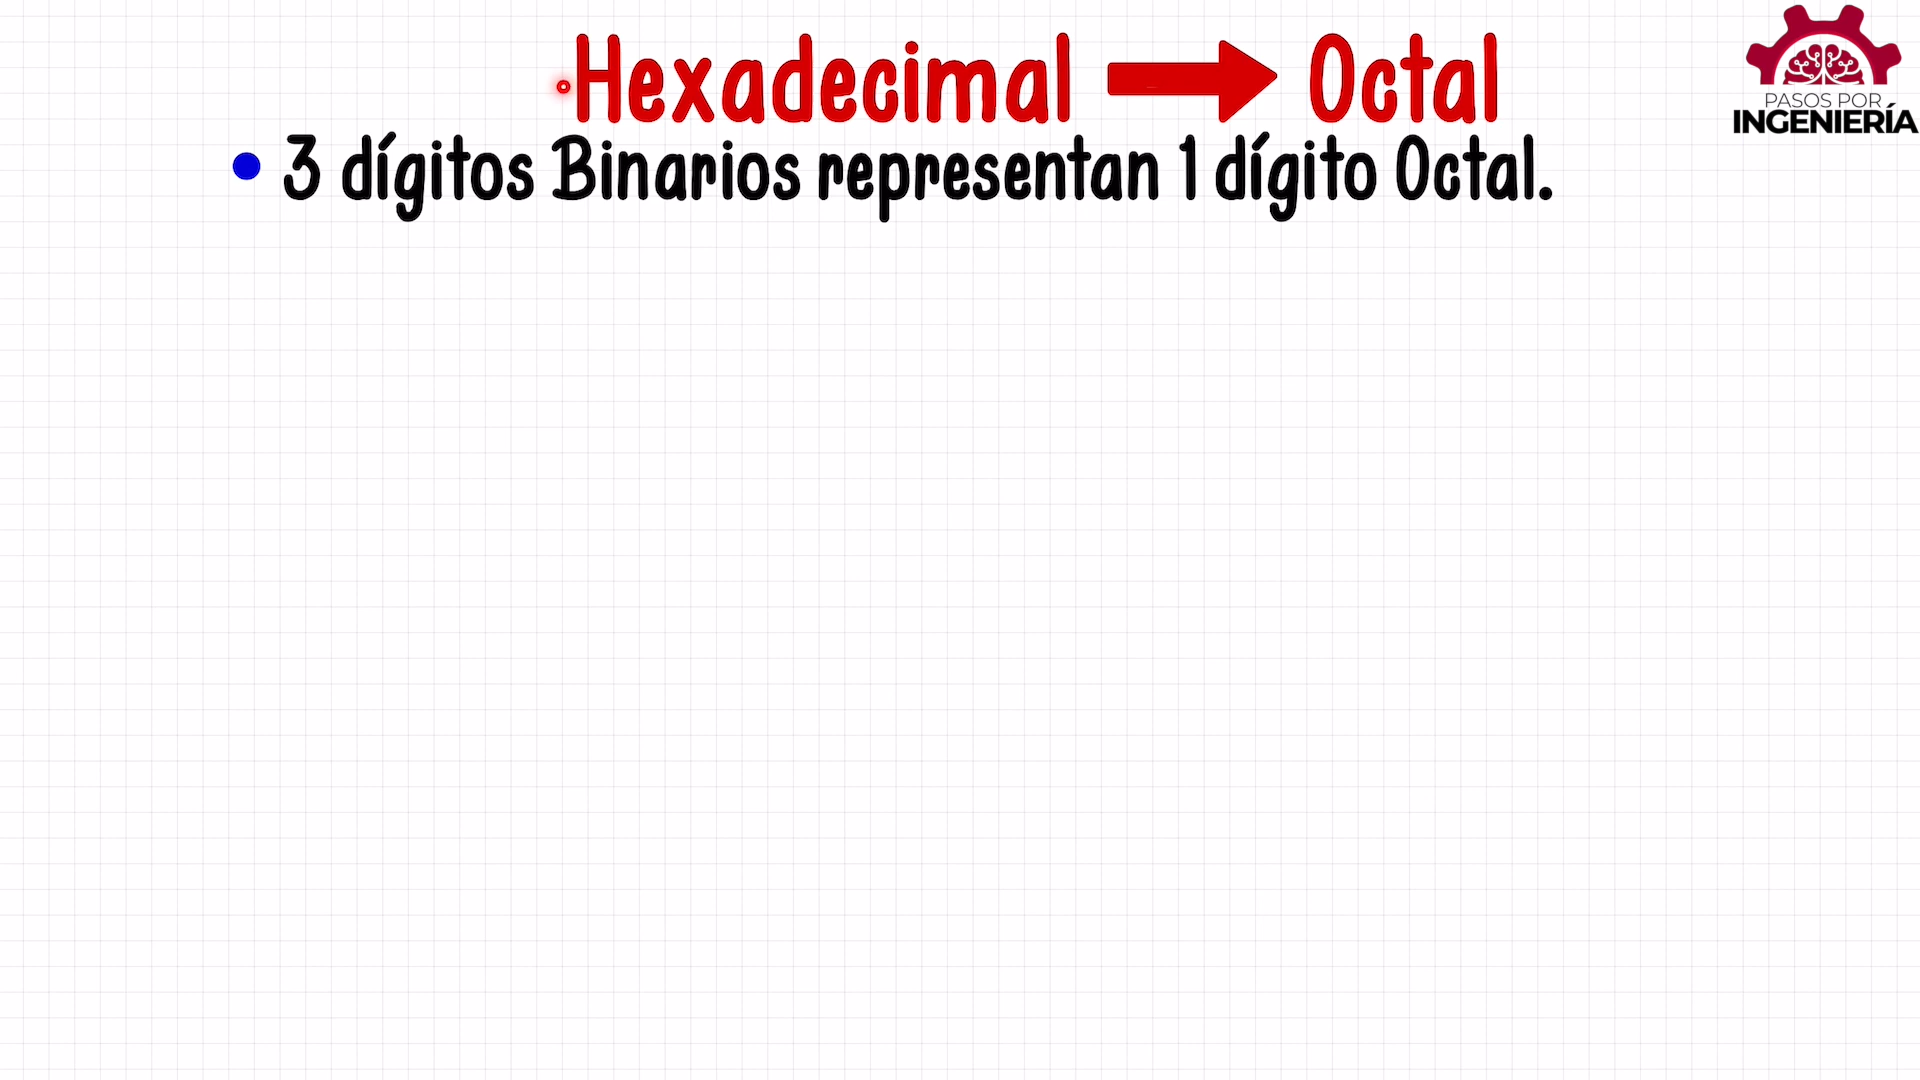 Hexadecimal → Octal
PASOS POR
INGENIERÍA
• 3 dígitos Binarios representan 1 dígito Octal.